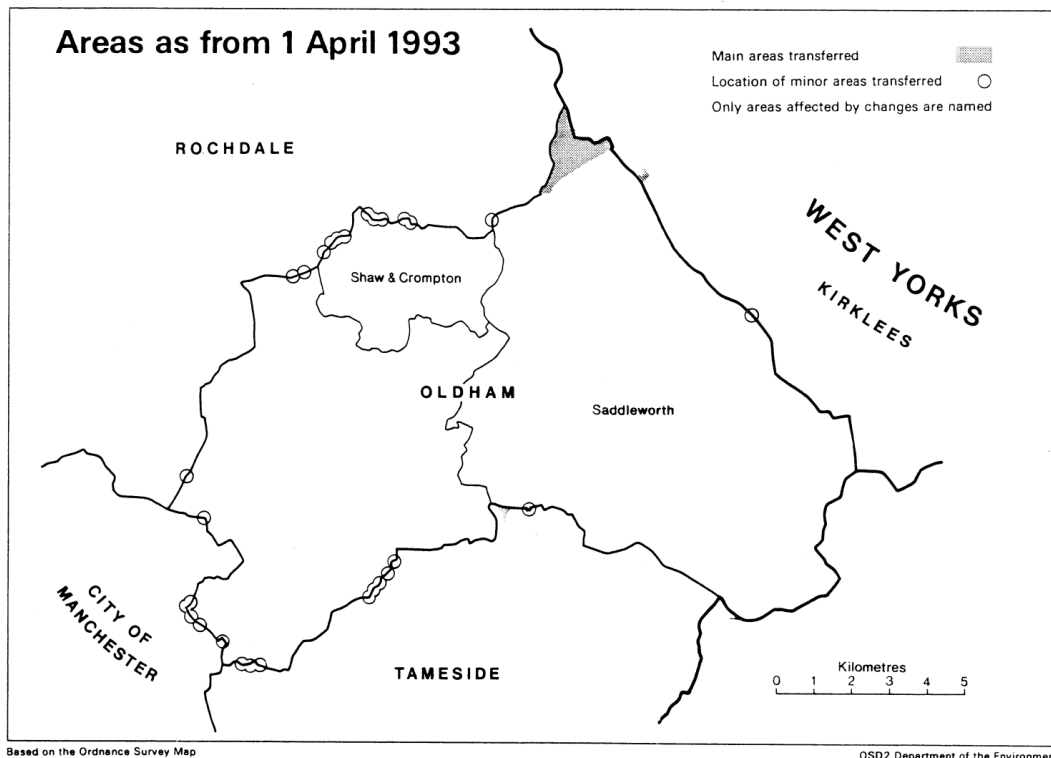 Areas as from 1 April 1993
Main areas transferred
Location of minor areas transferred
Only areas affected by changes are named
ROCHDALE
WEST YORKS
KIRKLEES
Shaw & Crompton
OLDHAM
Saddleworth
CITY OF
MANCHESTER
TAMESIDE
Kilometres
0 1 2 3 4 5
Based on the Ordnance Survey Map
OSD2 Department of the Environmen